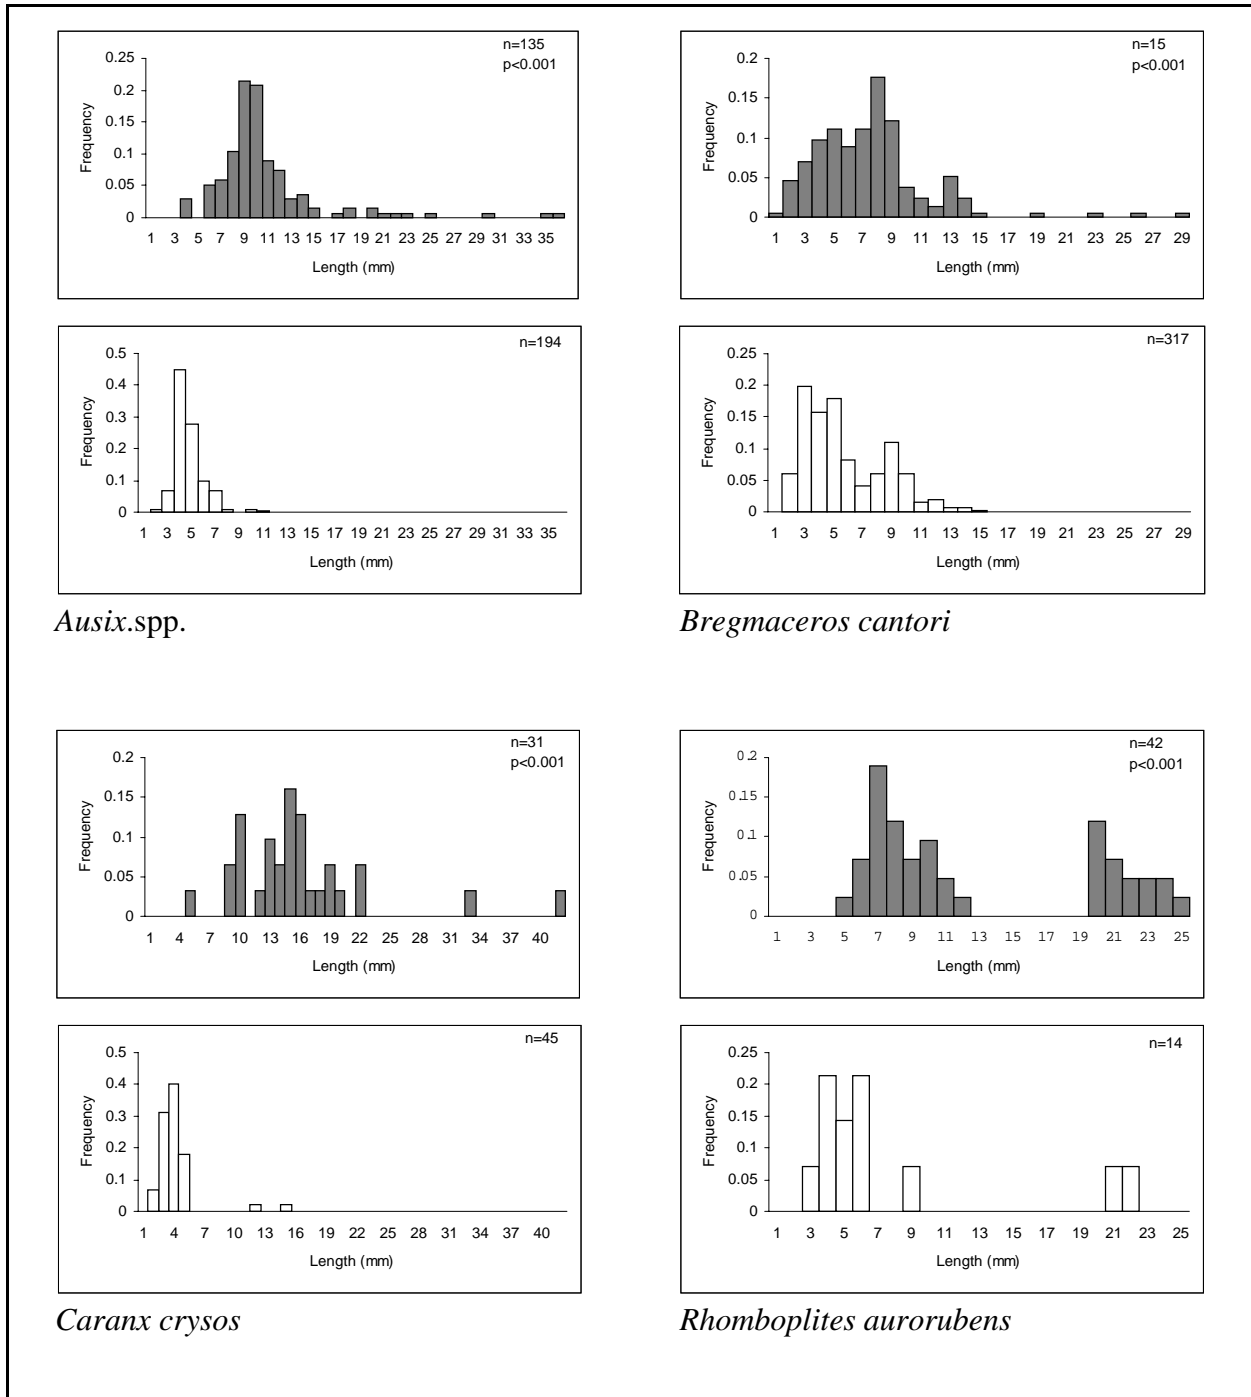 n=135
p<0.001
0.25
0.2
0.15
0.1
0.05
0
Frequency
1 3 5 7 9 11 13 15 17 19 21 23 25 27 29 31 33 35
Length (mm)
n=15
p<0.001
0.2
0.15
0.1
0.05
0
Frequency
1 3 5 7 9 11 13 15 17 19 21 23 25 27 29
Length (mm)
n=194
0.5
0.4
0.3
0.2
0.1
0
Frequency
1 3 5 7 9 11 13 15 17 19 21 23 25 27 29 31 33 35
Length (mm)
n=317
0.25
0.2
0.15
0.1
0.05
0
Frequency
1 3 5 7 9 11 13 15 17 19 21 23 25 27 29
Length (mm)
Ausix.spp.
Bregmaceros cantori
n=31
p<0.001
0.2
0.15
0.1
0.05
0
Frequency
1 4 7 10 13 16 19 22 25 28 31 34 37 40
Length (mm)
n=42
p<0.001
0.2
0.15
0.1
0.05
0
Frequency
1 3 5 7 9 11 13 15 17 19 21 23 25
Length (mm)
n=45
0.5
0.4
0.3
0.2
0.1
0
Frequency
1 4 7 10 13 16 19 22 25 28 31 34 37 40
Length (mm)
n=14
0.25
0.2
0.15
0.1
0.05
0
Frequency
1 3 5 7 9 11 13 15 17 19 21 23 25
Length (mm)
Caranx crysos
Rhomboplites aurorubens